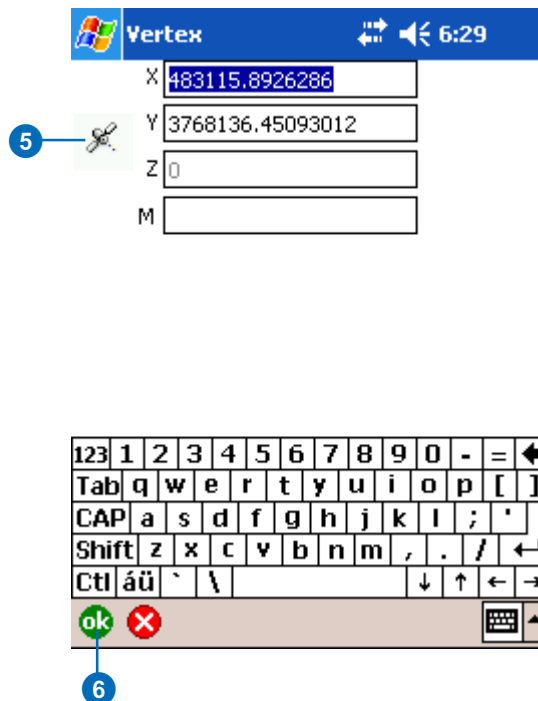 Vertex 6:29
X 483115.8926286
5 Y 3768136.45093012
Z 0
M
123 1 2 3 4 5 6 7 8 9 0 - =
Tab q w e r t y u i o p [ ]
CAP a s d f g h j k l ; '
Shift z x c v b n m , . /
Ctl áü ` \ ↓ ↑ ← →
ok
6